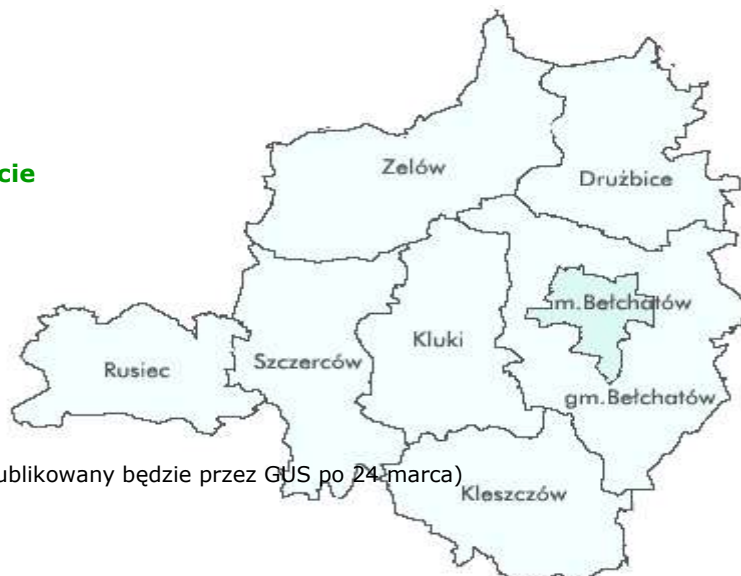 cie
Zelów
Drużbice
m.Bełchatów
Kluki
Szczerców
Rusiec
gm.Bełchatów
ublikowany będzie przez GUS po 24 marca)
Kleszczów